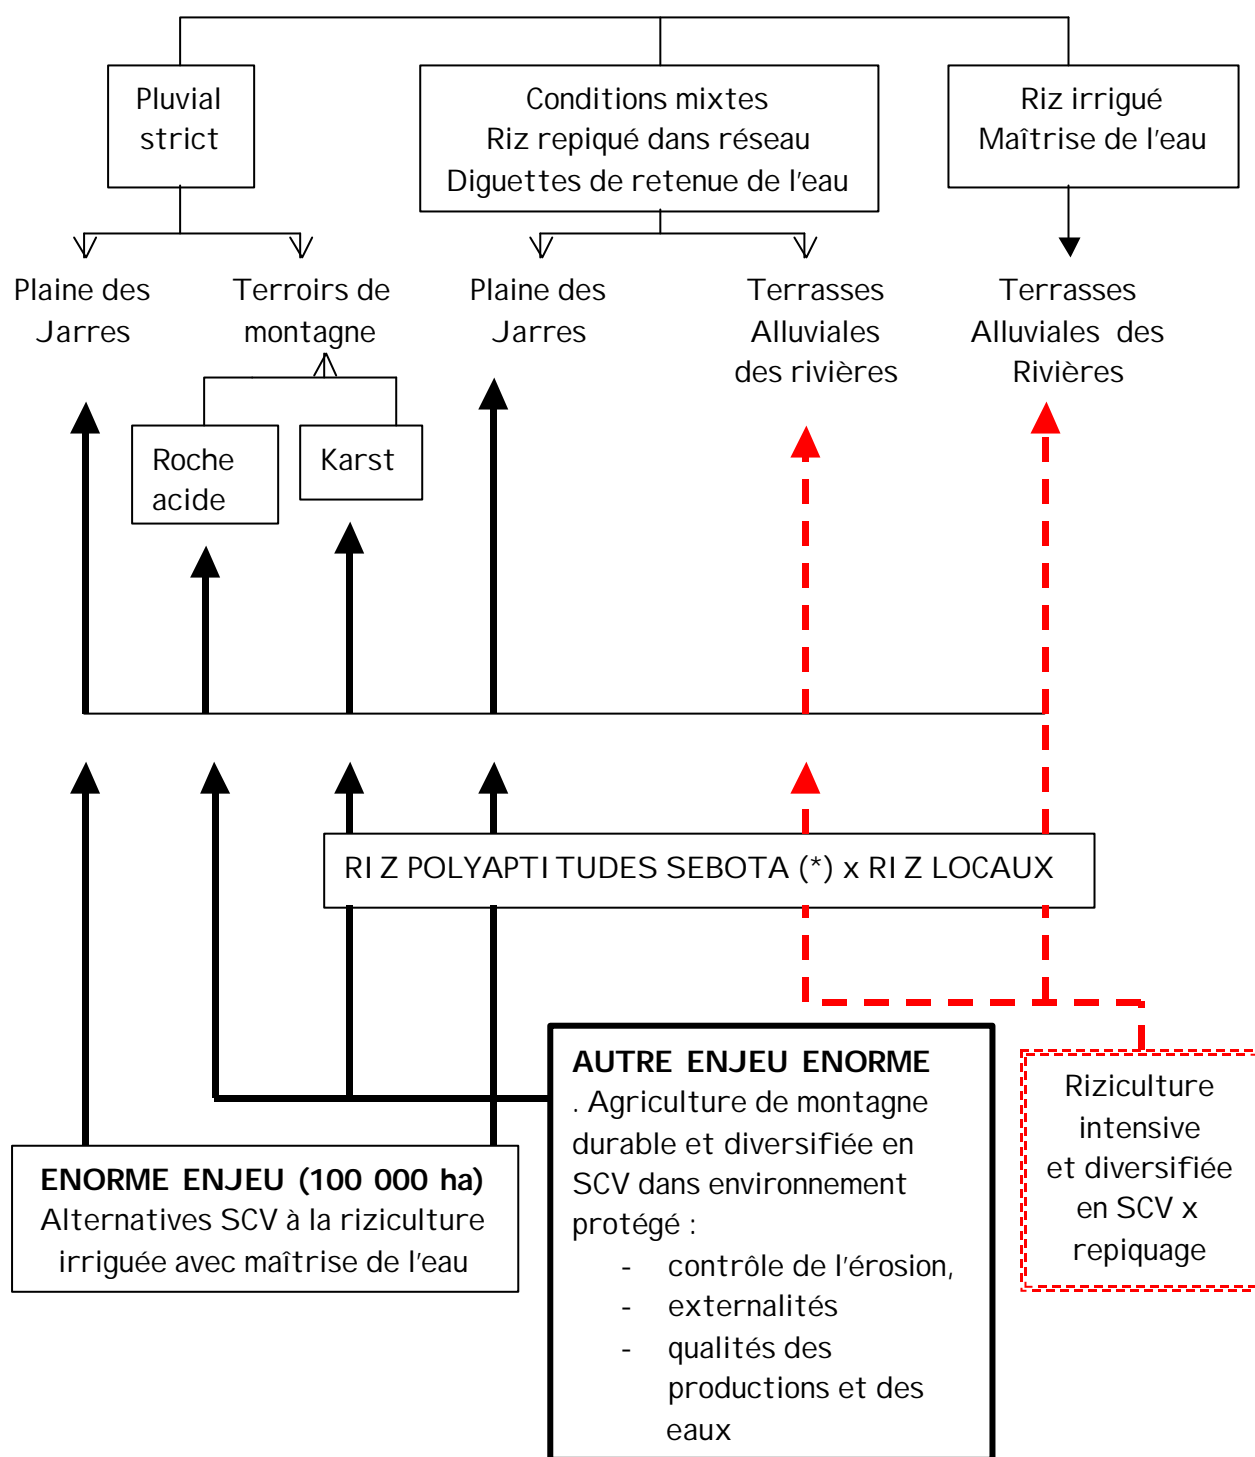 Pluvial
strict
Conditions mixtes
Riz repiqué dans réseau
Diguettes de retenue de l'eau
Riz irrigué
Maîtrise de l'eau
Plaine des
Jarres
Terroirs de
montagne
Plaine des
Jarres
Terrasses
Alluviales
des rivières
Terrasses
Alluviales des
Rivières
Roche
acide
Karst
RIZ POLYAPTITUDES SEBOTA (*) x RIZ LOCAUX
ENORME ENJEU (100 000 ha)
Alternatives SCV à la riziculture
irriguée avec maîtrise de l'eau
AUTRE ENJEU ENORME
. Agriculture de montagne
durable et diversifiée en
SCV dans environnement
protégé :
- contrôle de l'érosion,
- externalités
- qualités des
productions et des
eaux
Riziculture
intensive
et diversifiée
en SCV x
repiquage